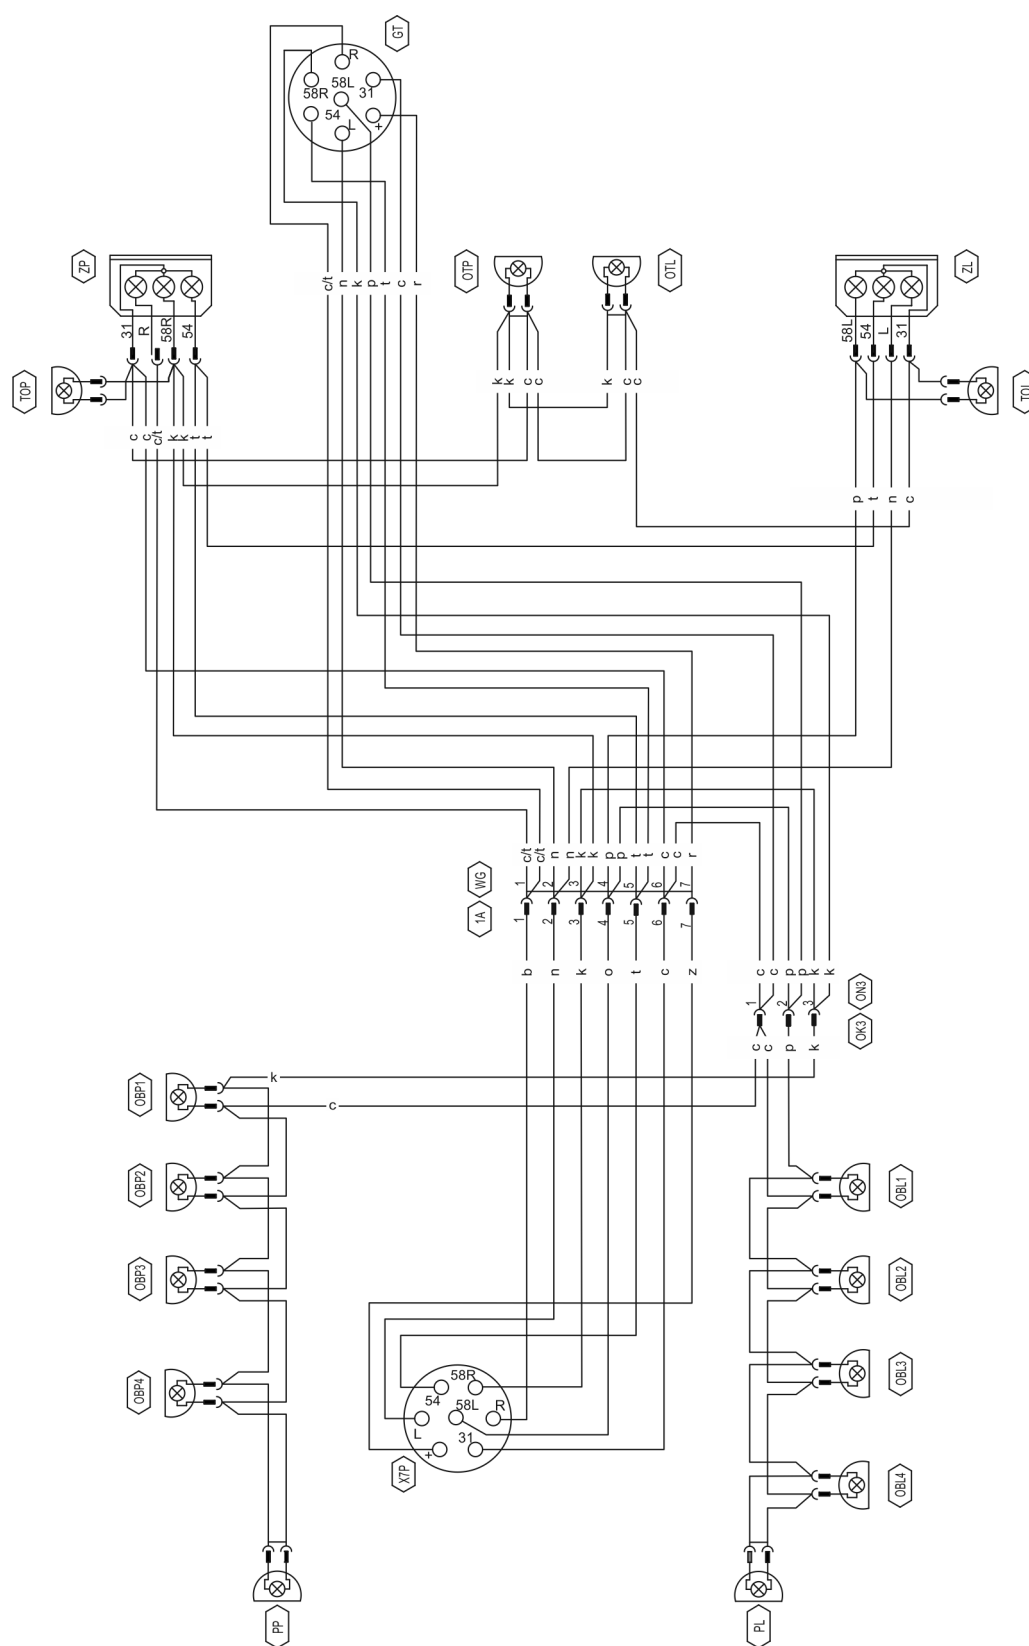 GT
R
58L
58R
31
54
L
+
ZP
OTP
OTL
ZL
c/t
n
k
p
t
c
r
31
R
58R
54
58L
54
L
31
TOP
TOL
k
k
c
c
k
c
c
c
c
c/t
k
k
t
t
p
t
n
c
c/t
c/t
n
n
k
k
p
p
t
t
c
c
r
WG
1
2
3
4
5
6
7
1A
1
2
3
4
5
6
7
b
n
k
o
t
c
z
c
c
p
p
k
k
1
2
3
ON3
OK3
c
c
p
k
OBP1
k
c
OBP2
OBL1
OBP3
OBL2
OBP4
OBL3
58R
54
58L
R
L
31
+
X7P
OBL4
PP
PL